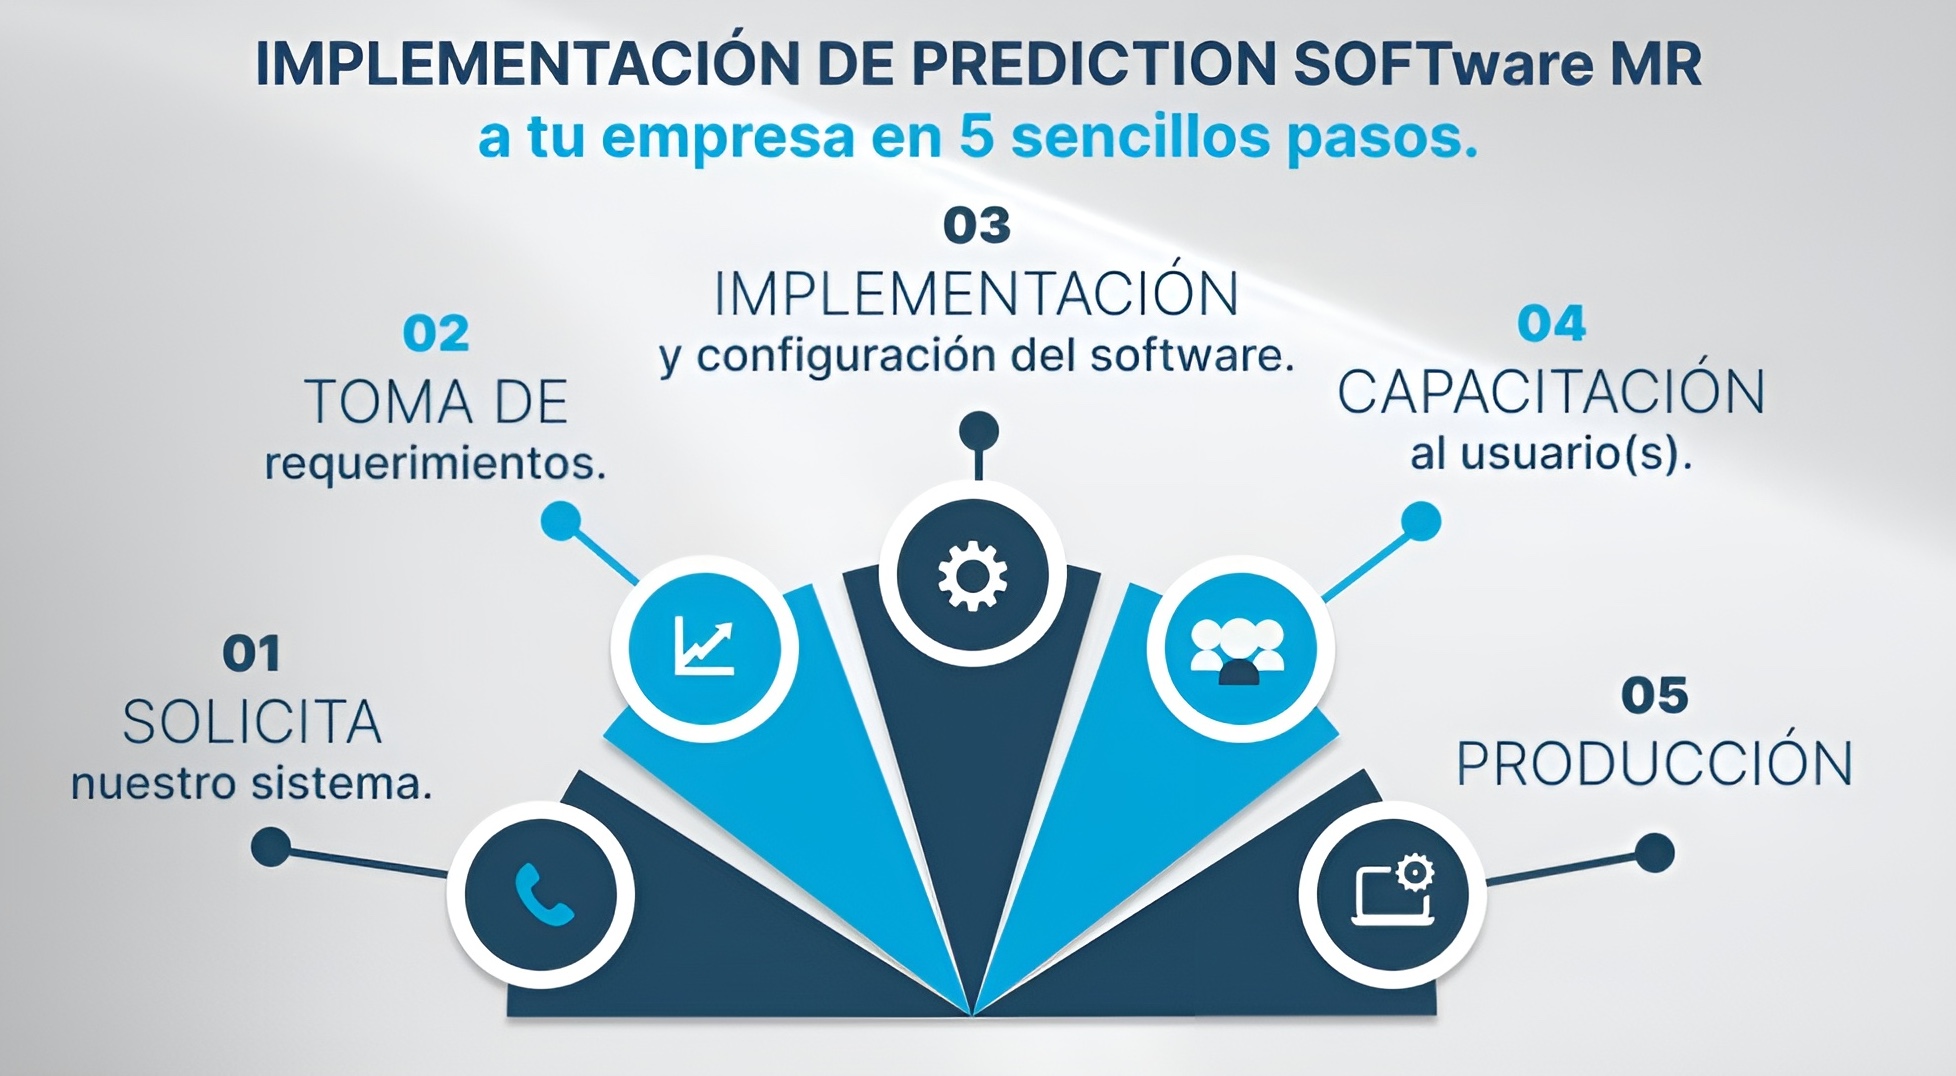 IMPLEMENTACIÓN DE PREDICTION SOFTware MR
a tu empresa en 5 sencillos pasos.
01
SOLICITA
nuestro sistema.
02
TOMA DE
requerimientos.
03
IMPLEMENTACIÓN
y configuración del software.
04
CAPACITACIÓN
al usuario(s).
05
PRODUCCIÓN